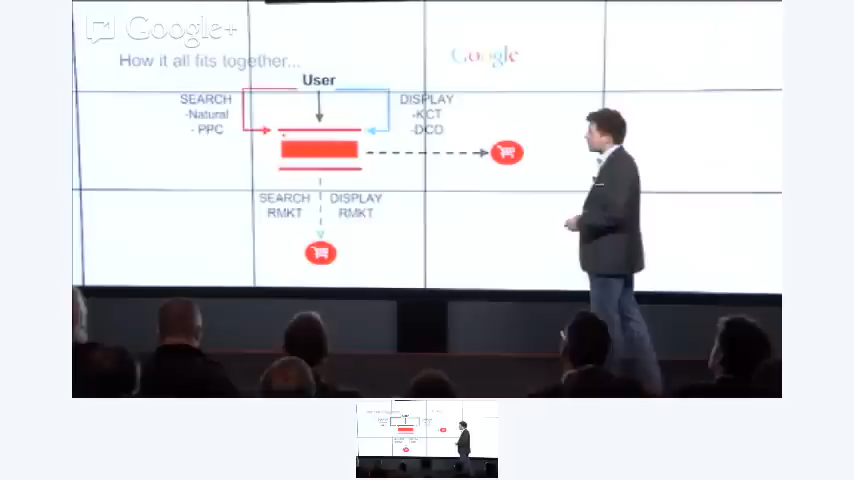 Google+
How it all fits together...
Google
User
SEARCH
-Natural
- PPC
DISPLAY
-KCT
-DCO
SEARCH
RMKT
DISPLAY
RMKT